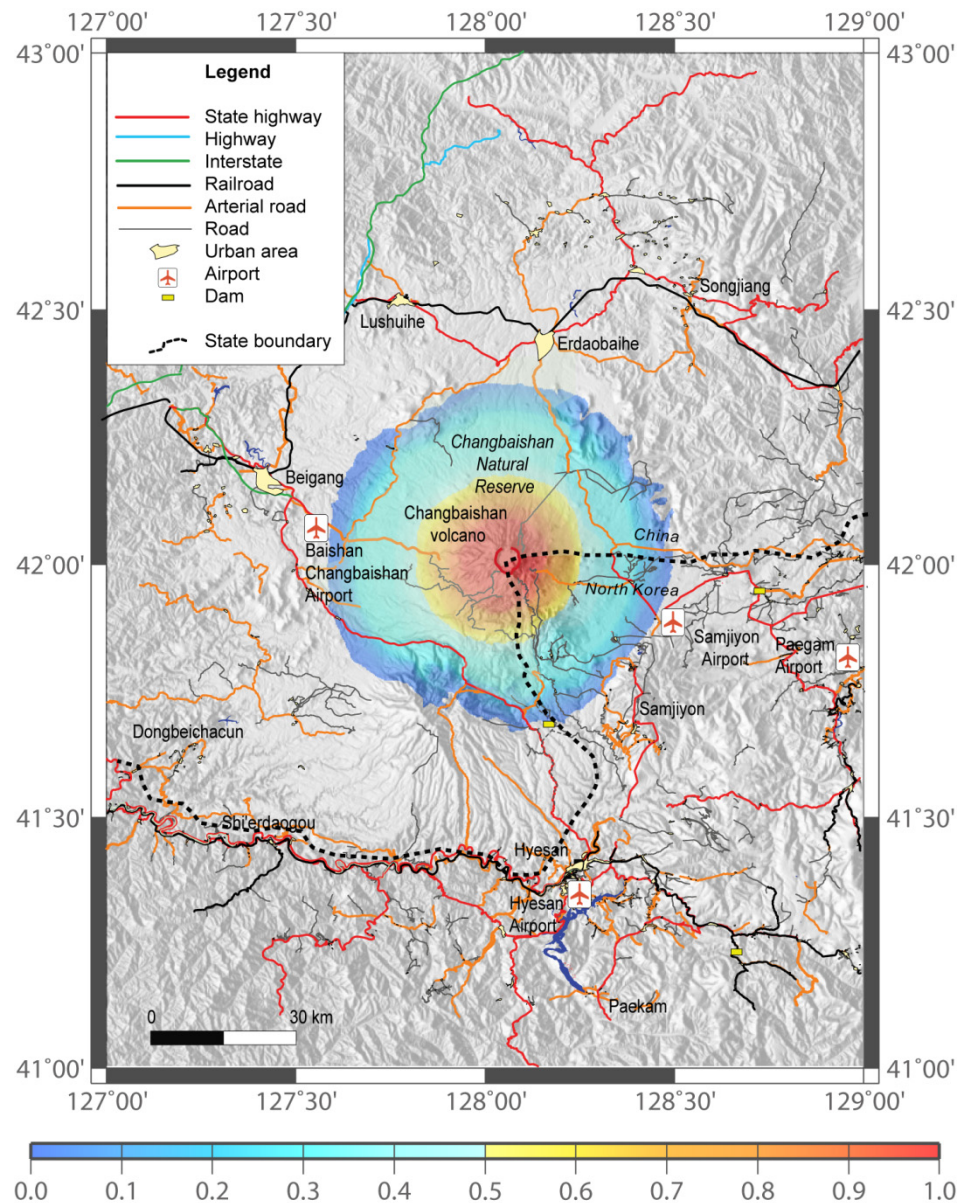 127°00' 127°30' 128°00' 128°30' 129°00'
43°00' 43°00'
Legend
State highway
Highway
Interstate
Railroad
Arterial road
Road
Urban area
Airport
Dam
State boundary
Songjiang
42°30' 42°30'
Lushuihe
Erdaobaihe
Changbaishan
Natural
Reserve
Beigang
Changbaishan
volcano
China
Baishan
Changbaishan
Airport
42°00' 42°00'
North Korea
Samjiyon
Airport
Paegam
Airport
Samjiyon
Dongbeichacun
41°30' 41°30'
Shi'erdaogou
Hyesan
Hyesan
Airport
Paekam
0 30 km
41°00' 41°00'
127°00' 127°30' 128°00' 128°30' 129°00'
0.0 0.1 0.2 0.3 0.4 0.5 0.6 0.7 0.8 0.9 1.0